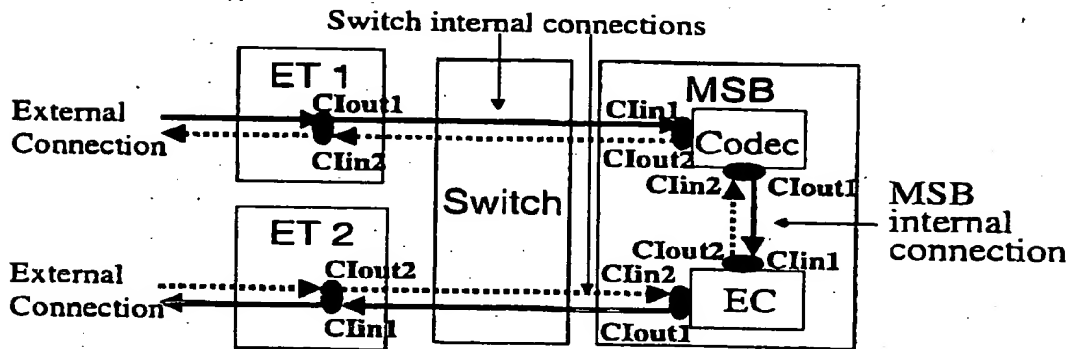 Switch internal connections
ET 1
MSB
External
Connection
CIout1
CIin1
Codec
CIin2
CIout2
CIin2
CIout1
Switch
MSB
internal
connection
ET 2
CIout2
CIin1
External
Connection
CIout2
CIin2
EC
CIin1
CIout1